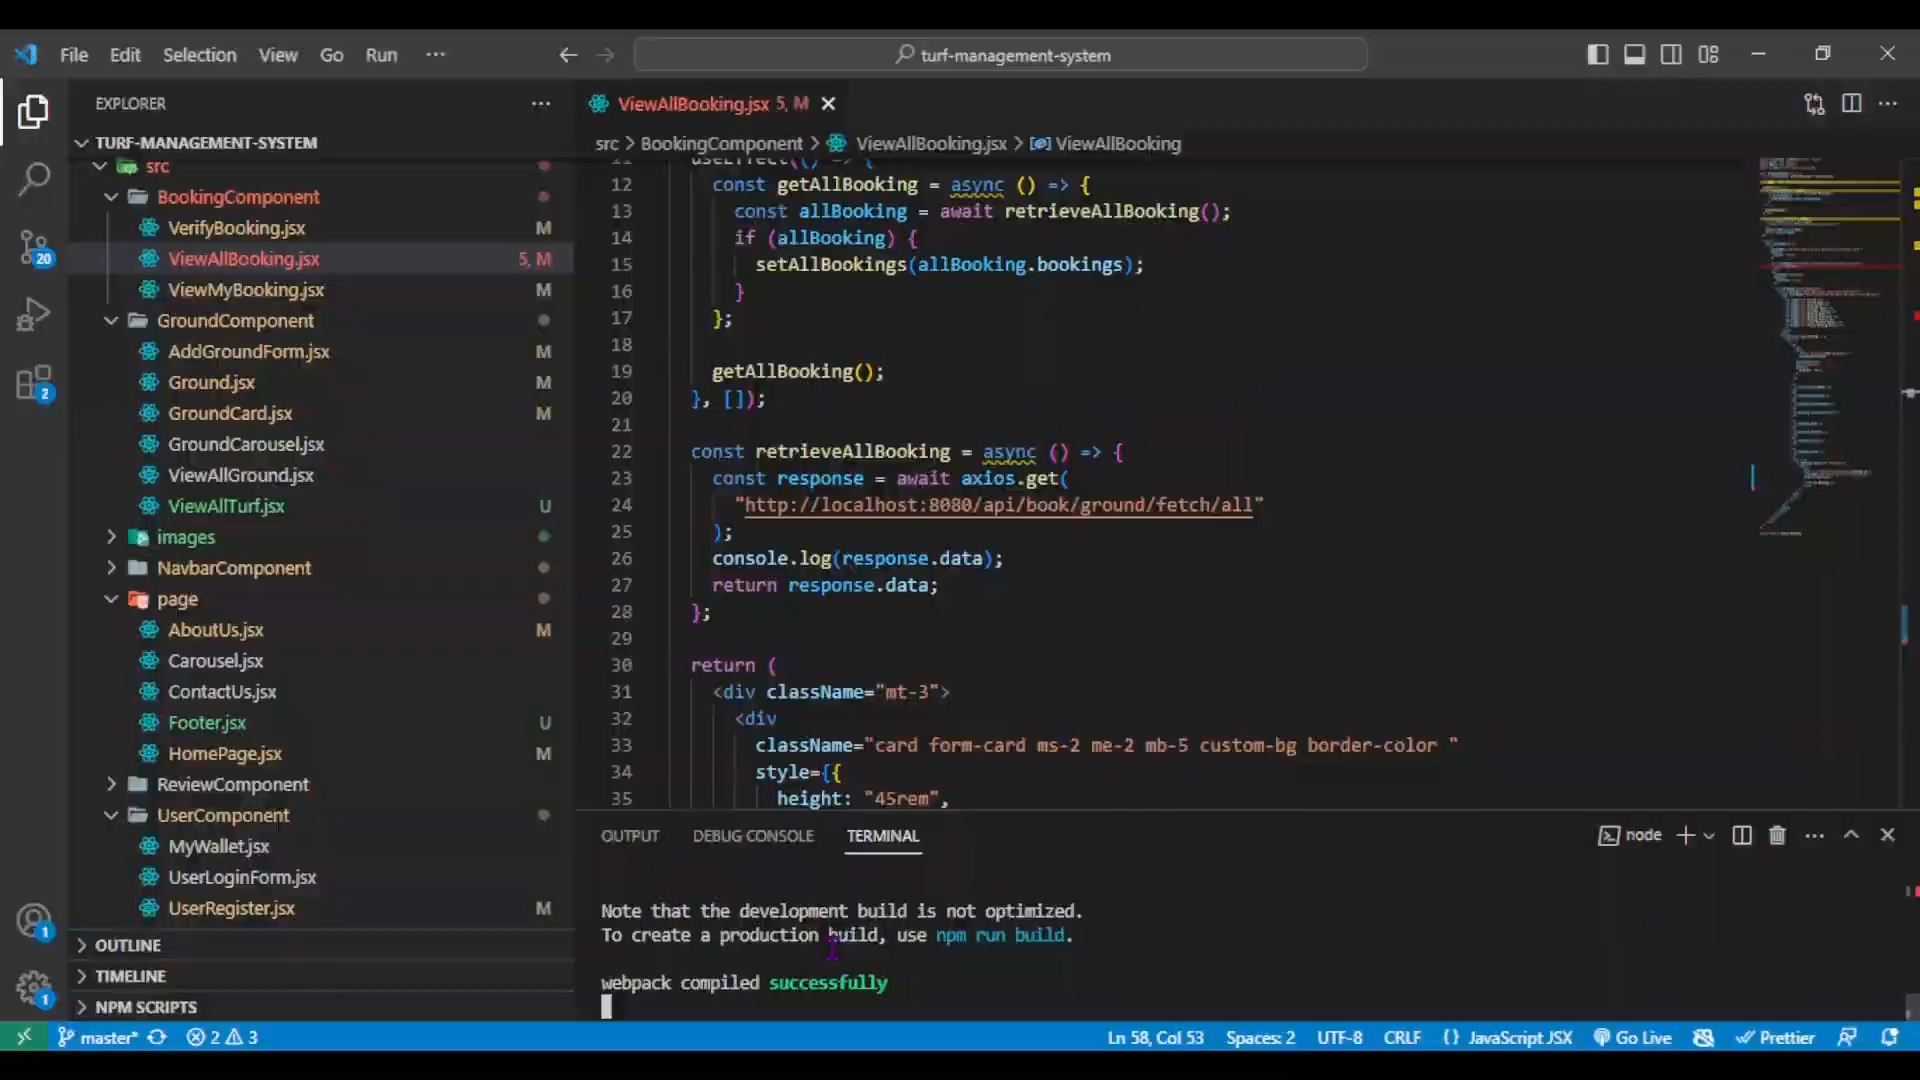 File Edit Selection View Go Run ··· turf-management-system
EXPLORER
TURF-MANAGEMENT-SYSTEM
src
BookingComponent
VerifyBooking.jsx M
ViewAllBooking.jsx 5, M
ViewMyBooking.jsx M
GroundComponent
AddGroundForm.jsx M
Ground.jsx M
GroundCard.jsx M
GroundCarousel.jsx
ViewAllGround.jsx
ViewAllTurf.jsx U
images
NavbarComponent
page
AboutUs.jsx M
Carousel.jsx
ContactUs.jsx
Footer.jsx U
HomePage.jsx M
ReviewComponent
UserComponent
MyWallet.jsx
UserLoginForm.jsx
UserRegister.jsx M
OUTLINE
TIMELINE
NPM SCRIPTS
20
2
1
1
ViewAllBooking.jsx 5, M
src > BookingComponent > ViewAllBooking.jsx > ViewAllBooking
11 useEffect(() => {
12 const getAllBooking = async () => {
13 const allBooking = await retrieveAllBooking();
14 if (allBooking) {
15 setAllBookings(allBooking.bookings);
16 }
17 };
18
19 getAllBooking();
20 }, []);
21
22 const retrieveAllBooking = async () => {
23 const response = await axios.get(
24 "http://localhost:8080/api/book/ground/fetch/all"
25 );
26 console.log(response.data);
27 return response.data;
28 };
29
30 return (
31 <div className="mt-3">
32 <div
33 className="card form-card ms-2 me-2 mb-5 custom-bg border-color "
34 style={{
35 height: "45rem",
OUTPUT DEBUG CONSOLE TERMINAL node
Note that the development build is not optimized.
To create a production build, use npm run build.
webpack compiled successfully
master* 2 3 Ln 58, Col 53 Spaces: 2 UTF-8 CRLF {} JavaScript JSX Go Live Prettier